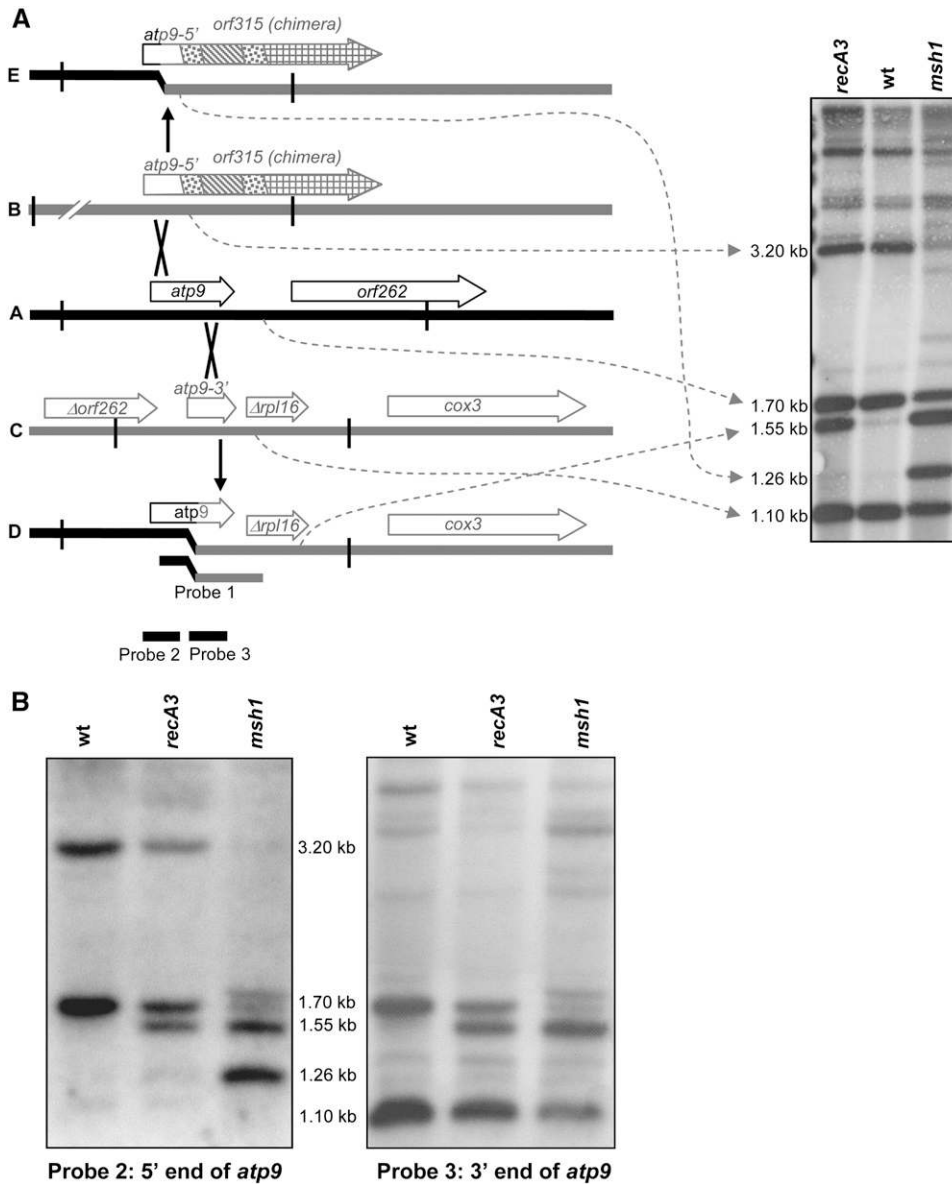 A
atp9-5' orf315 (chimera)
E
atp9-5' orf315 (chimera)
B
atp9 orf262
A
Δorf262 atp9-3' Δrpl16 cox3
C
atp9 Δrpl16 cox3
D
Probe 1
Probe 2 Probe 3
recA3 wt msh1
3.20 kb
1.70 kb
1.55 kb
1.26 kb
1.10 kb
B
wt recA3 msh1
3.20 kb
1.70 kb
1.55 kb
1.26 kb
1.10 kb
Probe 2: 5' end of atp9
wt recA3 msh1
Probe 3: 3' end of atp9